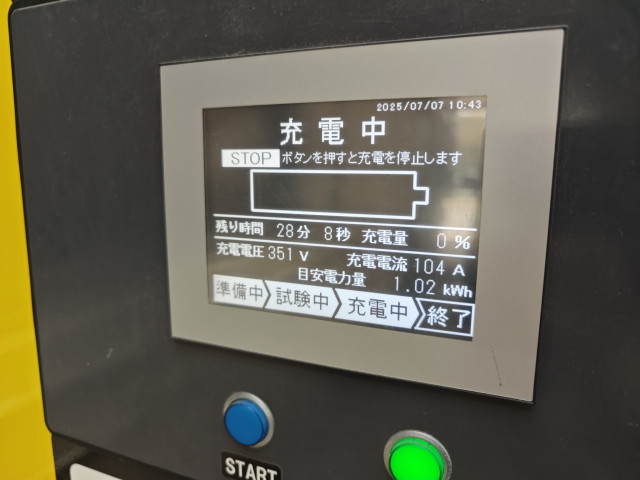 2025/07/07 10:43
充電中
STOP ボタンを押すと充電を停止します
残り時間 28分 8秒 充電量 0 %
充電電圧 351 V 充電電流 104 A
目安電力量 1.02 kWh
準備中 試験中 充電中 終了
START